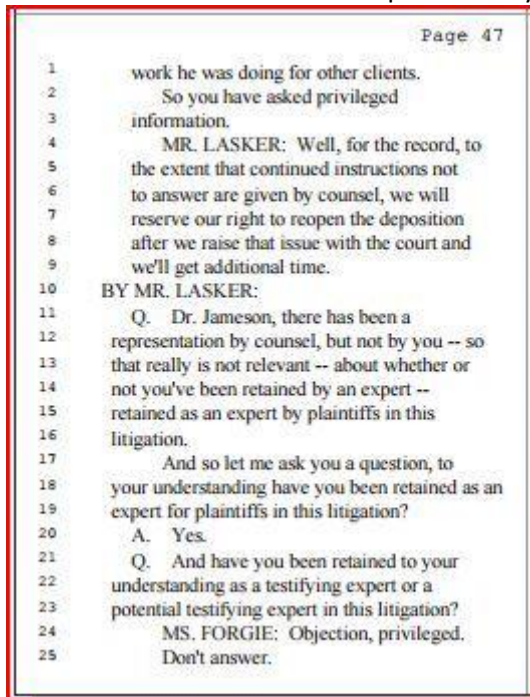 Page 47
1 work he was doing for other clients.
2 So you have asked privileged
3 information.
4 MR. LASKER: Well, for the record, to
5 the extent that continued instructions not
6 to answer are given by counsel, we will
7 reserve our right to reopen the deposition
8 after we raise that issue with the court and
9 we'll get additional time.
10 BY MR. LASKER:
11 Q. Dr. Jameson, there has been a
12 representation by counsel, but not by you -- so
13 that really is not relevant -- about whether or
14 not you've been retained by an expert --
15 retained as an expert by plaintiffs in this
16 litigation.
17 And so let me ask you a question, to
18 your understanding have you been retained as an
19 expert for plaintiffs in this litigation?
20 A. Yes.
21 Q. And have you been retained to your
22 understanding as a testifying expert or a
23 potential testifying expert in this litigation?
24 MS. FORGIE: Objection, privileged.
25 Don't answer.